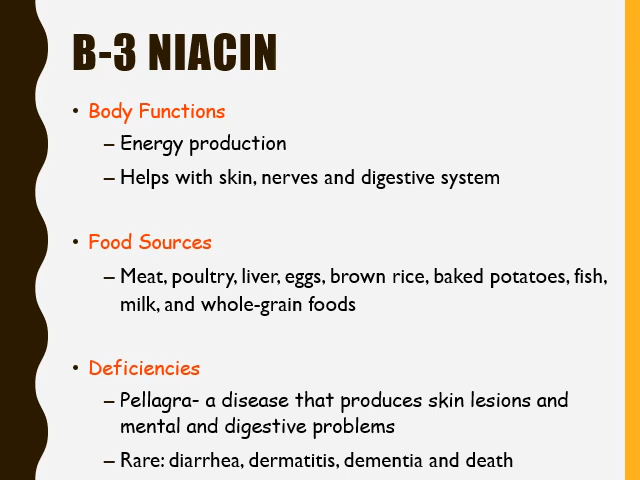 B-3 NIACIN
• Body Functions
– Energy production
– Helps with skin, nerves and digestive system
• Food Sources
– Meat, poultry, liver, eggs, brown rice, baked potatoes, fish,
milk, and whole-grain foods
• Deficiencies
– Pellagra- a disease that produces skin lesions and
mental and digestive problems
– Rare: diarrhea, dermatitis, dementia and death